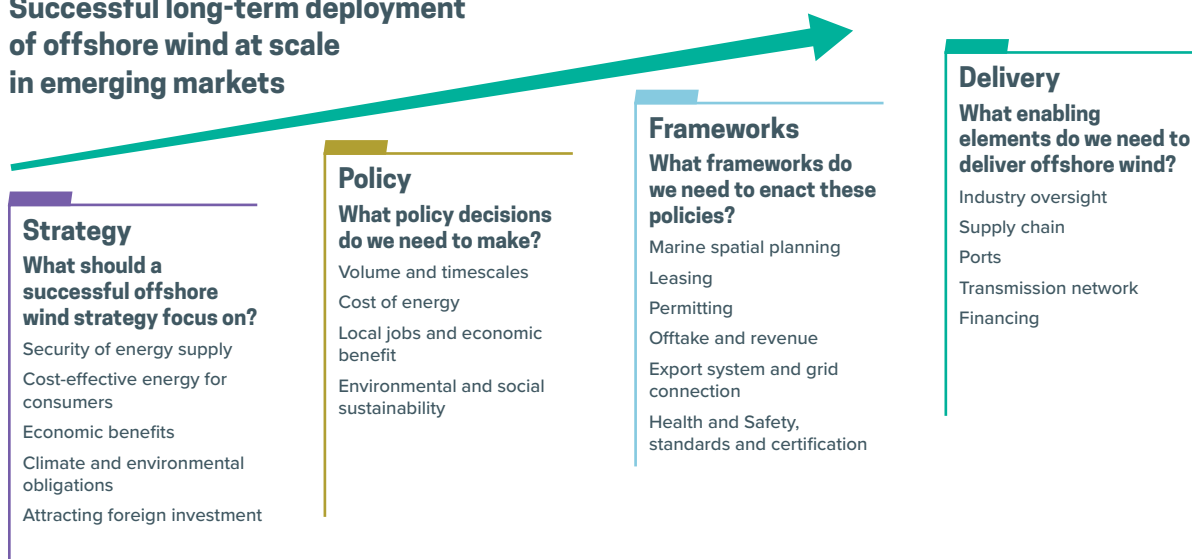 Successful long-term deployment
of offshore wind at scale
in emerging markets
Strategy
What should a
successful offshore
wind strategy focus on?
Security of energy supply
Cost-effective energy for
consumers
Economic benefits
Climate and environmental
obligations
Attracting foreign investment
Policy
What policy decisions
do we need to make?
Volume and timescales
Cost of energy
Local jobs and economic
benefit
Environmental and social
sustainability
Frameworks
What frameworks do
we need to enact these
policies?
Marine spatial planning
Leasing
Permitting
Offtake and revenue
Export system and grid
connection
Health and Safety,
standards and certification
Delivery
What enabling
elements do we need to
deliver offshore wind?
Industry oversight
Supply chain
Ports
Transmission network
Financing